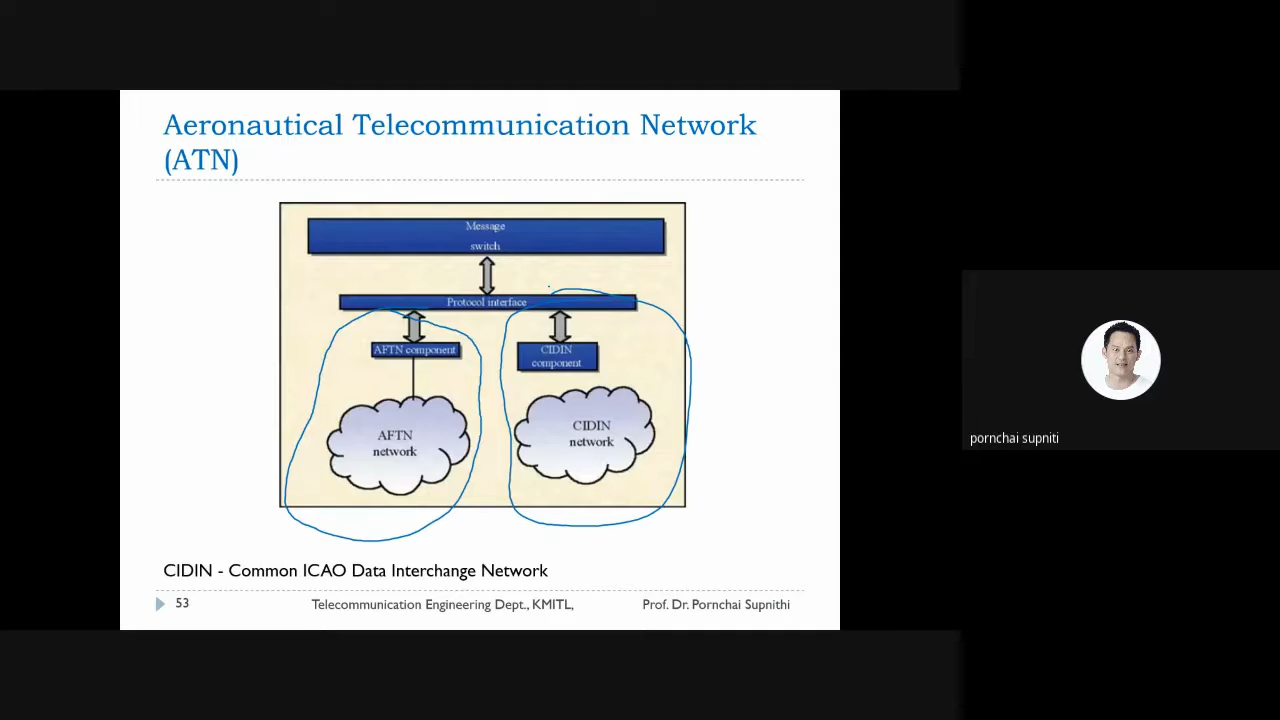 Aeronautical Telecommunication Network
(ATN)
Message
switch
Protocol interface
AFTN component
CIDIN
component
AFTN
network
CIDIN
network
CIDIN - Common ICAO Data Interchange Network
53
Telecommunication Engineering Dept., KMITL,
Prof. Dr. Pornchai Supnithi
pornchai supniti